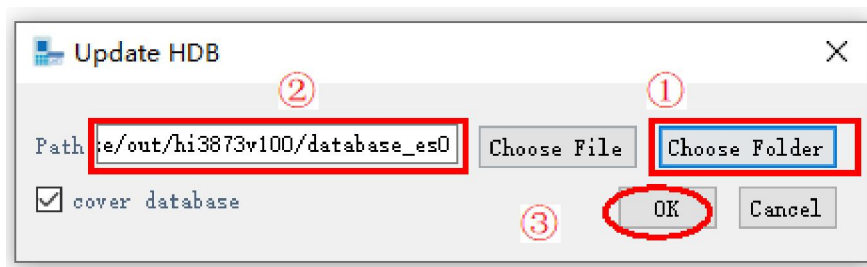 Update HDB
② ①
Path :e/out/hi3873v100/database_es0 Choose File Choose Folder
cover database OK Cancel
③